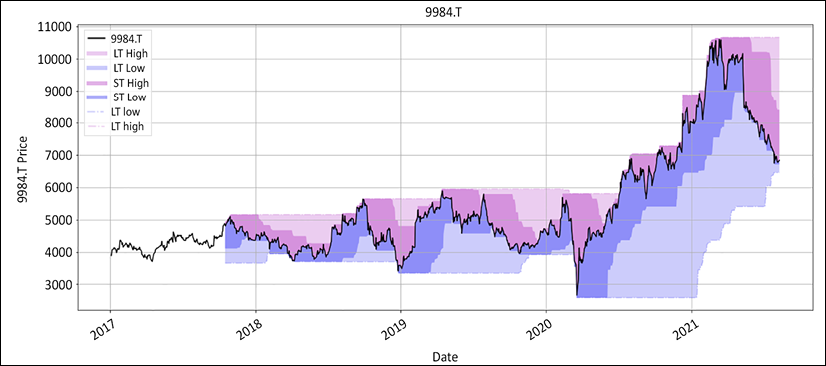 9984.T
11000
10000
9000
8000
7000
6000
5000
4000
3000
9984.T Price
9984.T
LT High
LT Low
ST High
ST Low
LT low
LT high
2017
2018
2019
2020
2021
Date